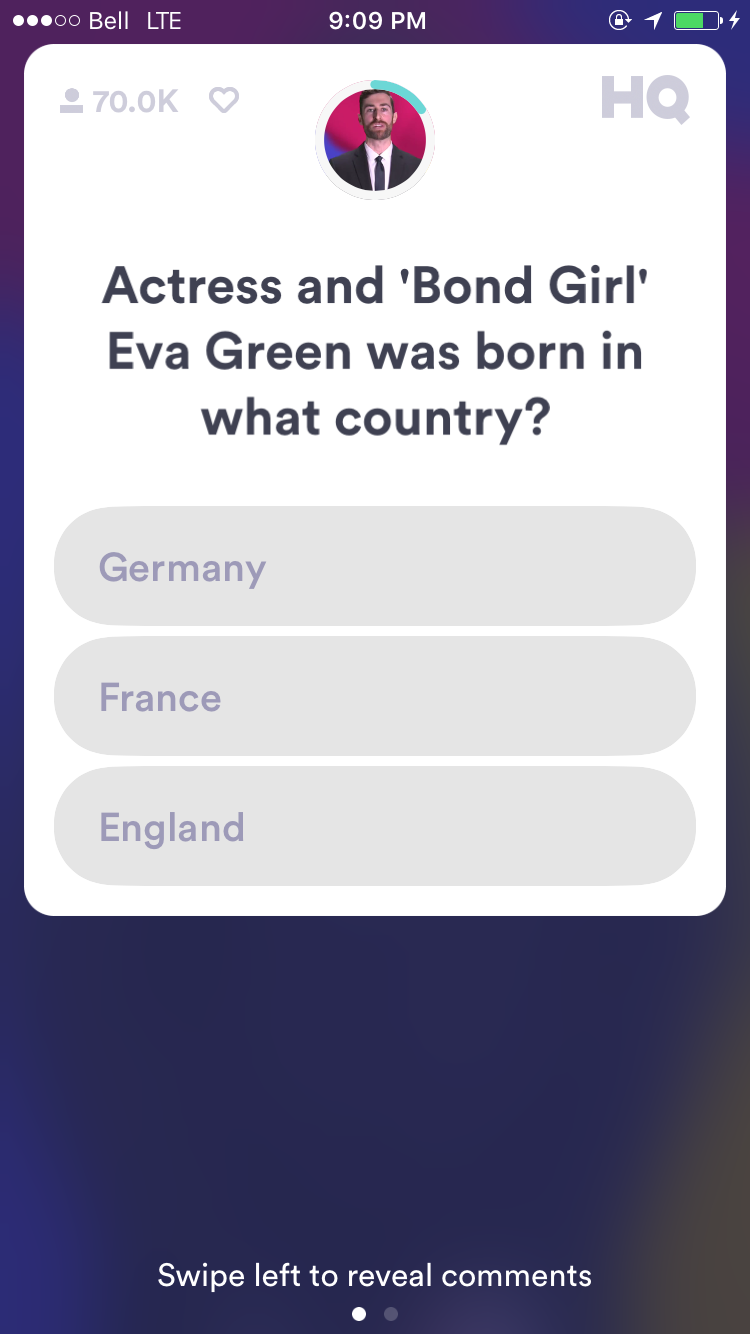 Bell LTE 9:09 PM
70.0K HQ
Actress and 'Bond Girl'
Eva Green was born in
what country?
Germany
France
England
Swipe left to reveal comments